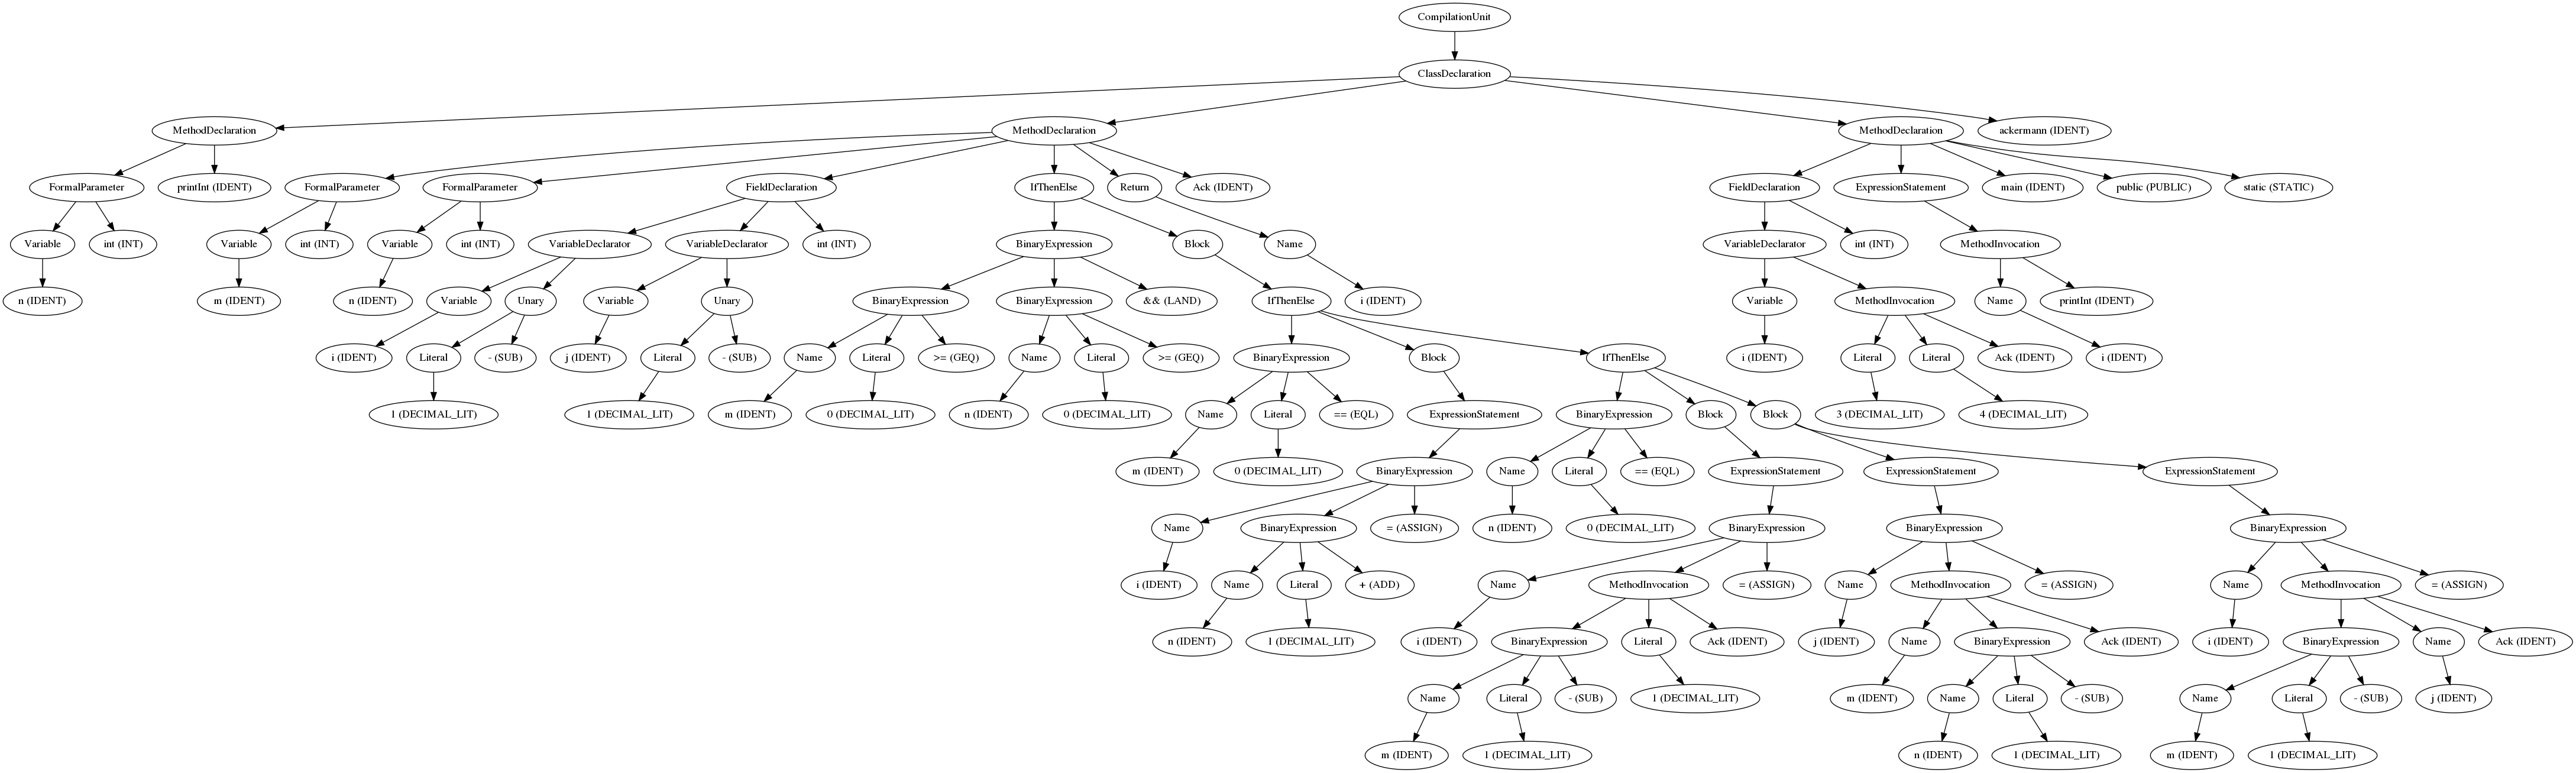 CompilationUnit
ClassDeclaration
MethodDeclaration
MethodDeclaration
MethodDeclaration
ackermann (IDENT)
FormalParameter
printInt (IDENT)
FormalParameter
FormalParameter
FieldDeclaration
IfThenElse
Return
Ack (IDENT)
FieldDeclaration
ExpressionStatement
main (IDENT)
public (PUBLIC)
static (STATIC)
Variable
int (INT)
Variable
int (INT)
Variable
int (INT)
VariableDeclarator
VariableDeclarator
int (INT)
BinaryExpression
Block
Name
VariableDeclarator
int (INT)
MethodInvocation
n (IDENT)
m (IDENT)
n (IDENT)
Variable
Unary
Variable
Unary
BinaryExpression
BinaryExpression
&& (LAND)
IfThenElse
i (IDENT)
Variable
MethodInvocation
Name
printInt (IDENT)
i (IDENT)
Literal
- (SUB)
j (IDENT)
Literal
- (SUB)
Name
Literal
>= (GEQ)
Name
Literal
>= (GEQ)
BinaryExpression
Block
IfThenElse
i (IDENT)
Literal
Literal
Ack (IDENT)
i (IDENT)
1 (DECIMAL_LIT)
1 (DECIMAL_LIT)
m (IDENT)
0 (DECIMAL_LIT)
n (IDENT)
0 (DECIMAL_LIT)
Name
Literal
== (EQL)
ExpressionStatement
BinaryExpression
Block
Block
3 (DECIMAL_LIT)
4 (DECIMAL_LIT)
m (IDENT)
0 (DECIMAL_LIT)
BinaryExpression
Name
Literal
== (EQL)
ExpressionStatement
ExpressionStatement
ExpressionStatement
Name
BinaryExpression
= (ASSIGN)
n (IDENT)
0 (DECIMAL_LIT)
BinaryExpression
BinaryExpression
BinaryExpression
i (IDENT)
Name
Literal
+ (ADD)
Name
MethodInvocation
= (ASSIGN)
Name
MethodInvocation
= (ASSIGN)
Name
MethodInvocation
= (ASSIGN)
n (IDENT)
1 (DECIMAL_LIT)
i (IDENT)
BinaryExpression
Literal
Ack (IDENT)
j (IDENT)
Name
BinaryExpression
Ack (IDENT)
i (IDENT)
BinaryExpression
Name
Ack (IDENT)
Name
Literal
- (SUB)
1 (DECIMAL_LIT)
m (IDENT)
Name
Literal
- (SUB)
Name
Literal
- (SUB)
j (IDENT)
m (IDENT)
1 (DECIMAL_LIT)
n (IDENT)
1 (DECIMAL_LIT)
m (IDENT)
1 (DECIMAL_LIT)